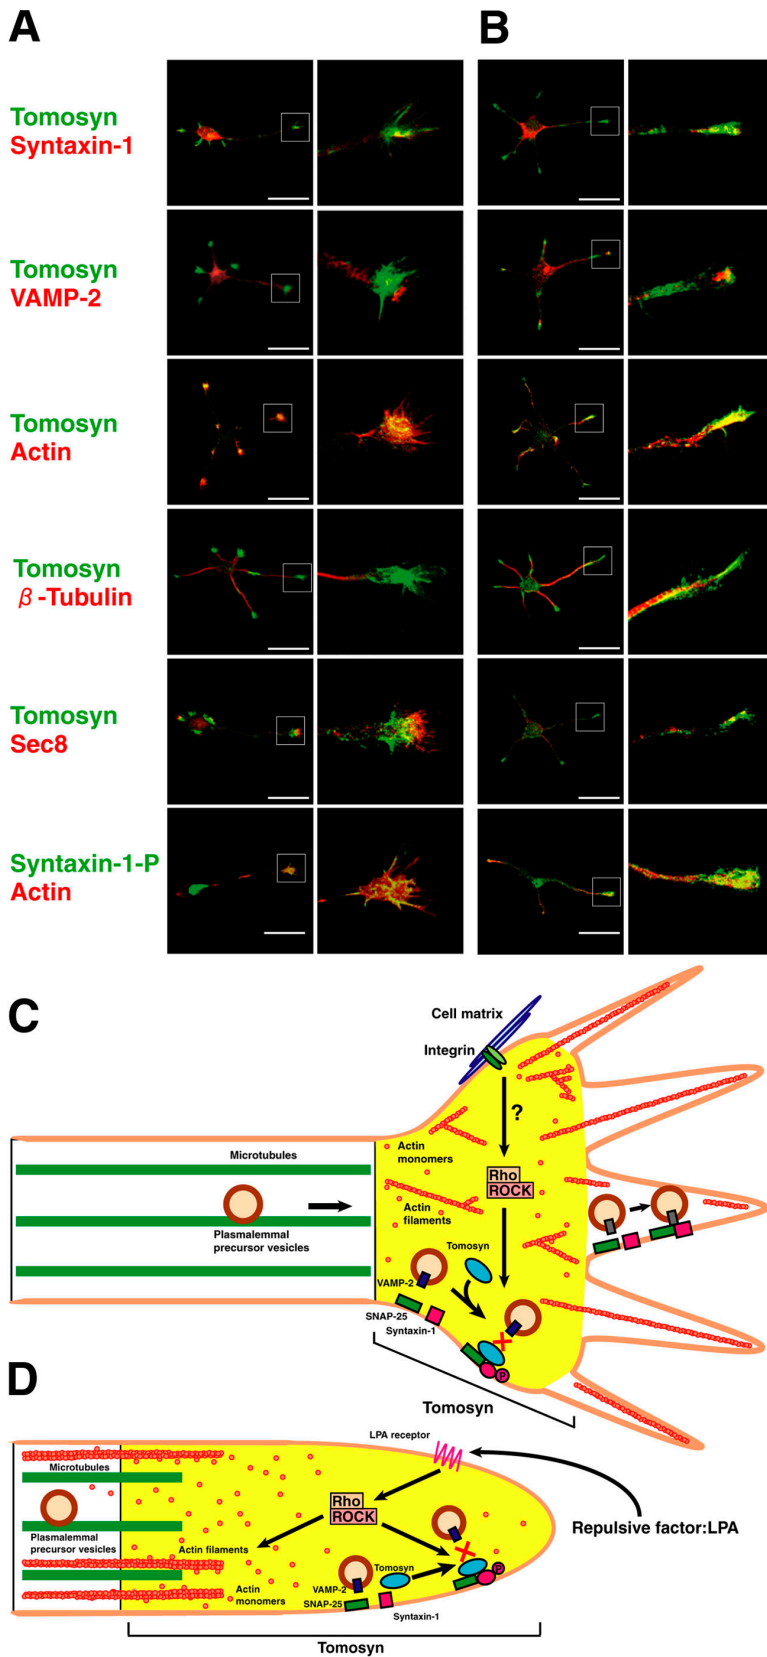 A
B
Tomosyn
Syntaxin-1
Tomosyn
VAMP-2
Tomosyn
Actin
Tomosyn
β-Tubulin
Tomosyn
Sec8
Syntaxin-1-P
Actin
C
Cell matrix
Integrin
?
Microtubules
Actin
monomers
Rho
ROCK
Actin
filaments
Plasmalemmal
precursor vesicles
Tomosyn
VAMP-2
SNAP-25
Syntaxin-1
P
Tomosyn
D
LPA receptor
Microtubules
Rho
ROCK
Repulsive factor:LPA
Plasmalemmal
precursor vesicles
Actin filaments
Tomosyn
P
VAMP-2
Actin
monomers
SNAP-25
Syntaxin-1
Tomosyn